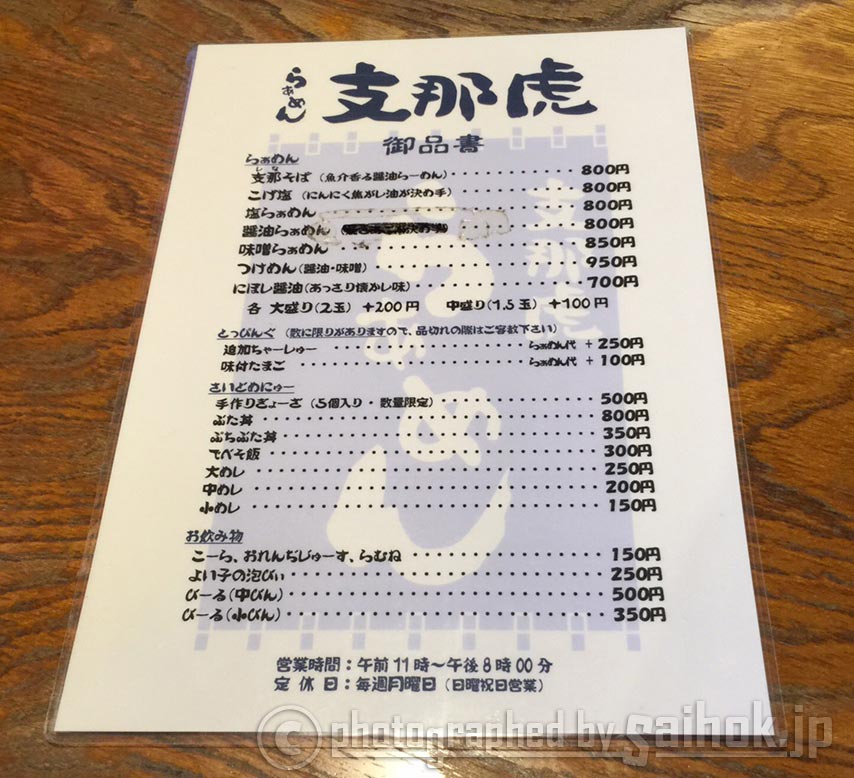 らぁめん 支那虎
御品書
らぁめん
支那そば (魚介香る醤油らーめん) 800円
しな
こげ塩 (にんにく焦がし油が決め手) 800円
塩らぁめん 800円
醤油らぁめん 800円
味噌らぁめん 850円
つけめん (醤油・味噌) 950円
にぼし醤油 (あっさり懐かし味) 700円
各 大盛り(2玉) +200円 中盛り(1.5玉) +100円
とっぴんぐ (数に限りがありますので、品切れの際はご容赦下さい)
追加ちゃーしゅー らぁめん代 + 250円
味付たまご らぁめん代 + 100円
さいどめにゅー
手作りぎょーざ (5個入り・数量限定) 500円
ぶた丼 800円
ぷちぶた丼 350円
でべそ飯 300円
大めし 250円
中めし 200円
小めし 150円
お飲み物
こーら、おれんぢじゅーす、らむね 150円
よい子の泡びぃ 250円
びーる(中びん) 500円
びーる(小びん) 350円
支那虎
らぁめん
営業時間:午前11時~午後8時00分
定休日:毎週月曜日 (日曜祝日営業)
©photographed by saihok.jp